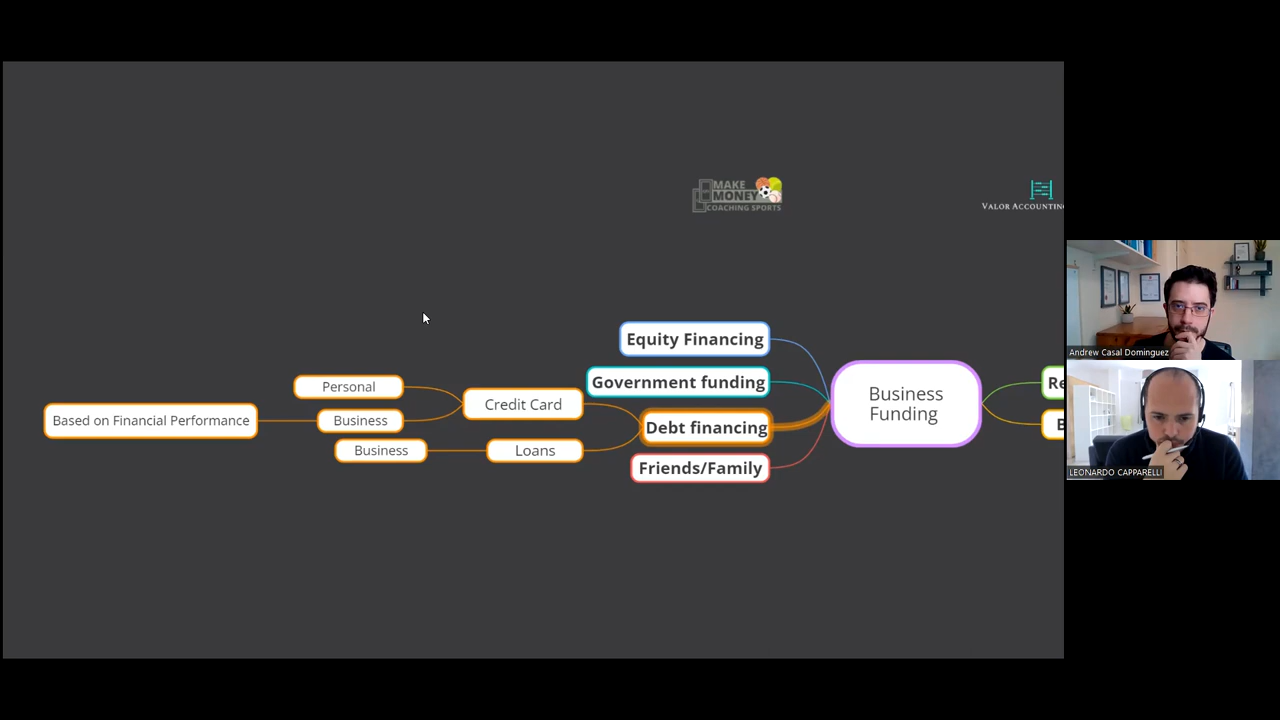 MAKE
MONEY
COACHING SPORTS
VALOR ACCOUNTING
Equity Financing
Government funding
Personal
Credit Card
Business
Funding
Based on Financial Performance
Business
Debt financing
Business
Loans
Friends/Family
Re
Andrew Casal Dominguez
LEONARDO CAPPARELLI